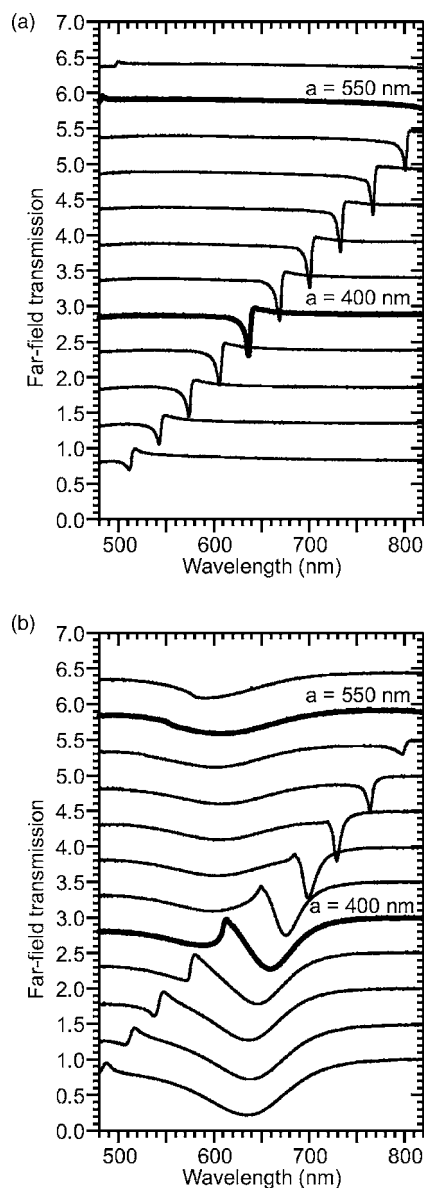 (a)
7.0
6.5
6.0
5.5
5.0
4.5
4.0
3.5
3.0
2.5
2.0
1.5
1.0
0.5
0.0
Far-field transmission
a = 550 nm
a = 400 nm
500 600 700 800
Wavelength (nm)
(b)
7.0
6.5
6.0
5.5
5.0
4.5
4.0
3.5
3.0
2.5
2.0
1.5
1.0
0.5
0.0
Far-field transmission
a = 550 nm
a = 400 nm
500 600 700 800
Wavelength (nm)